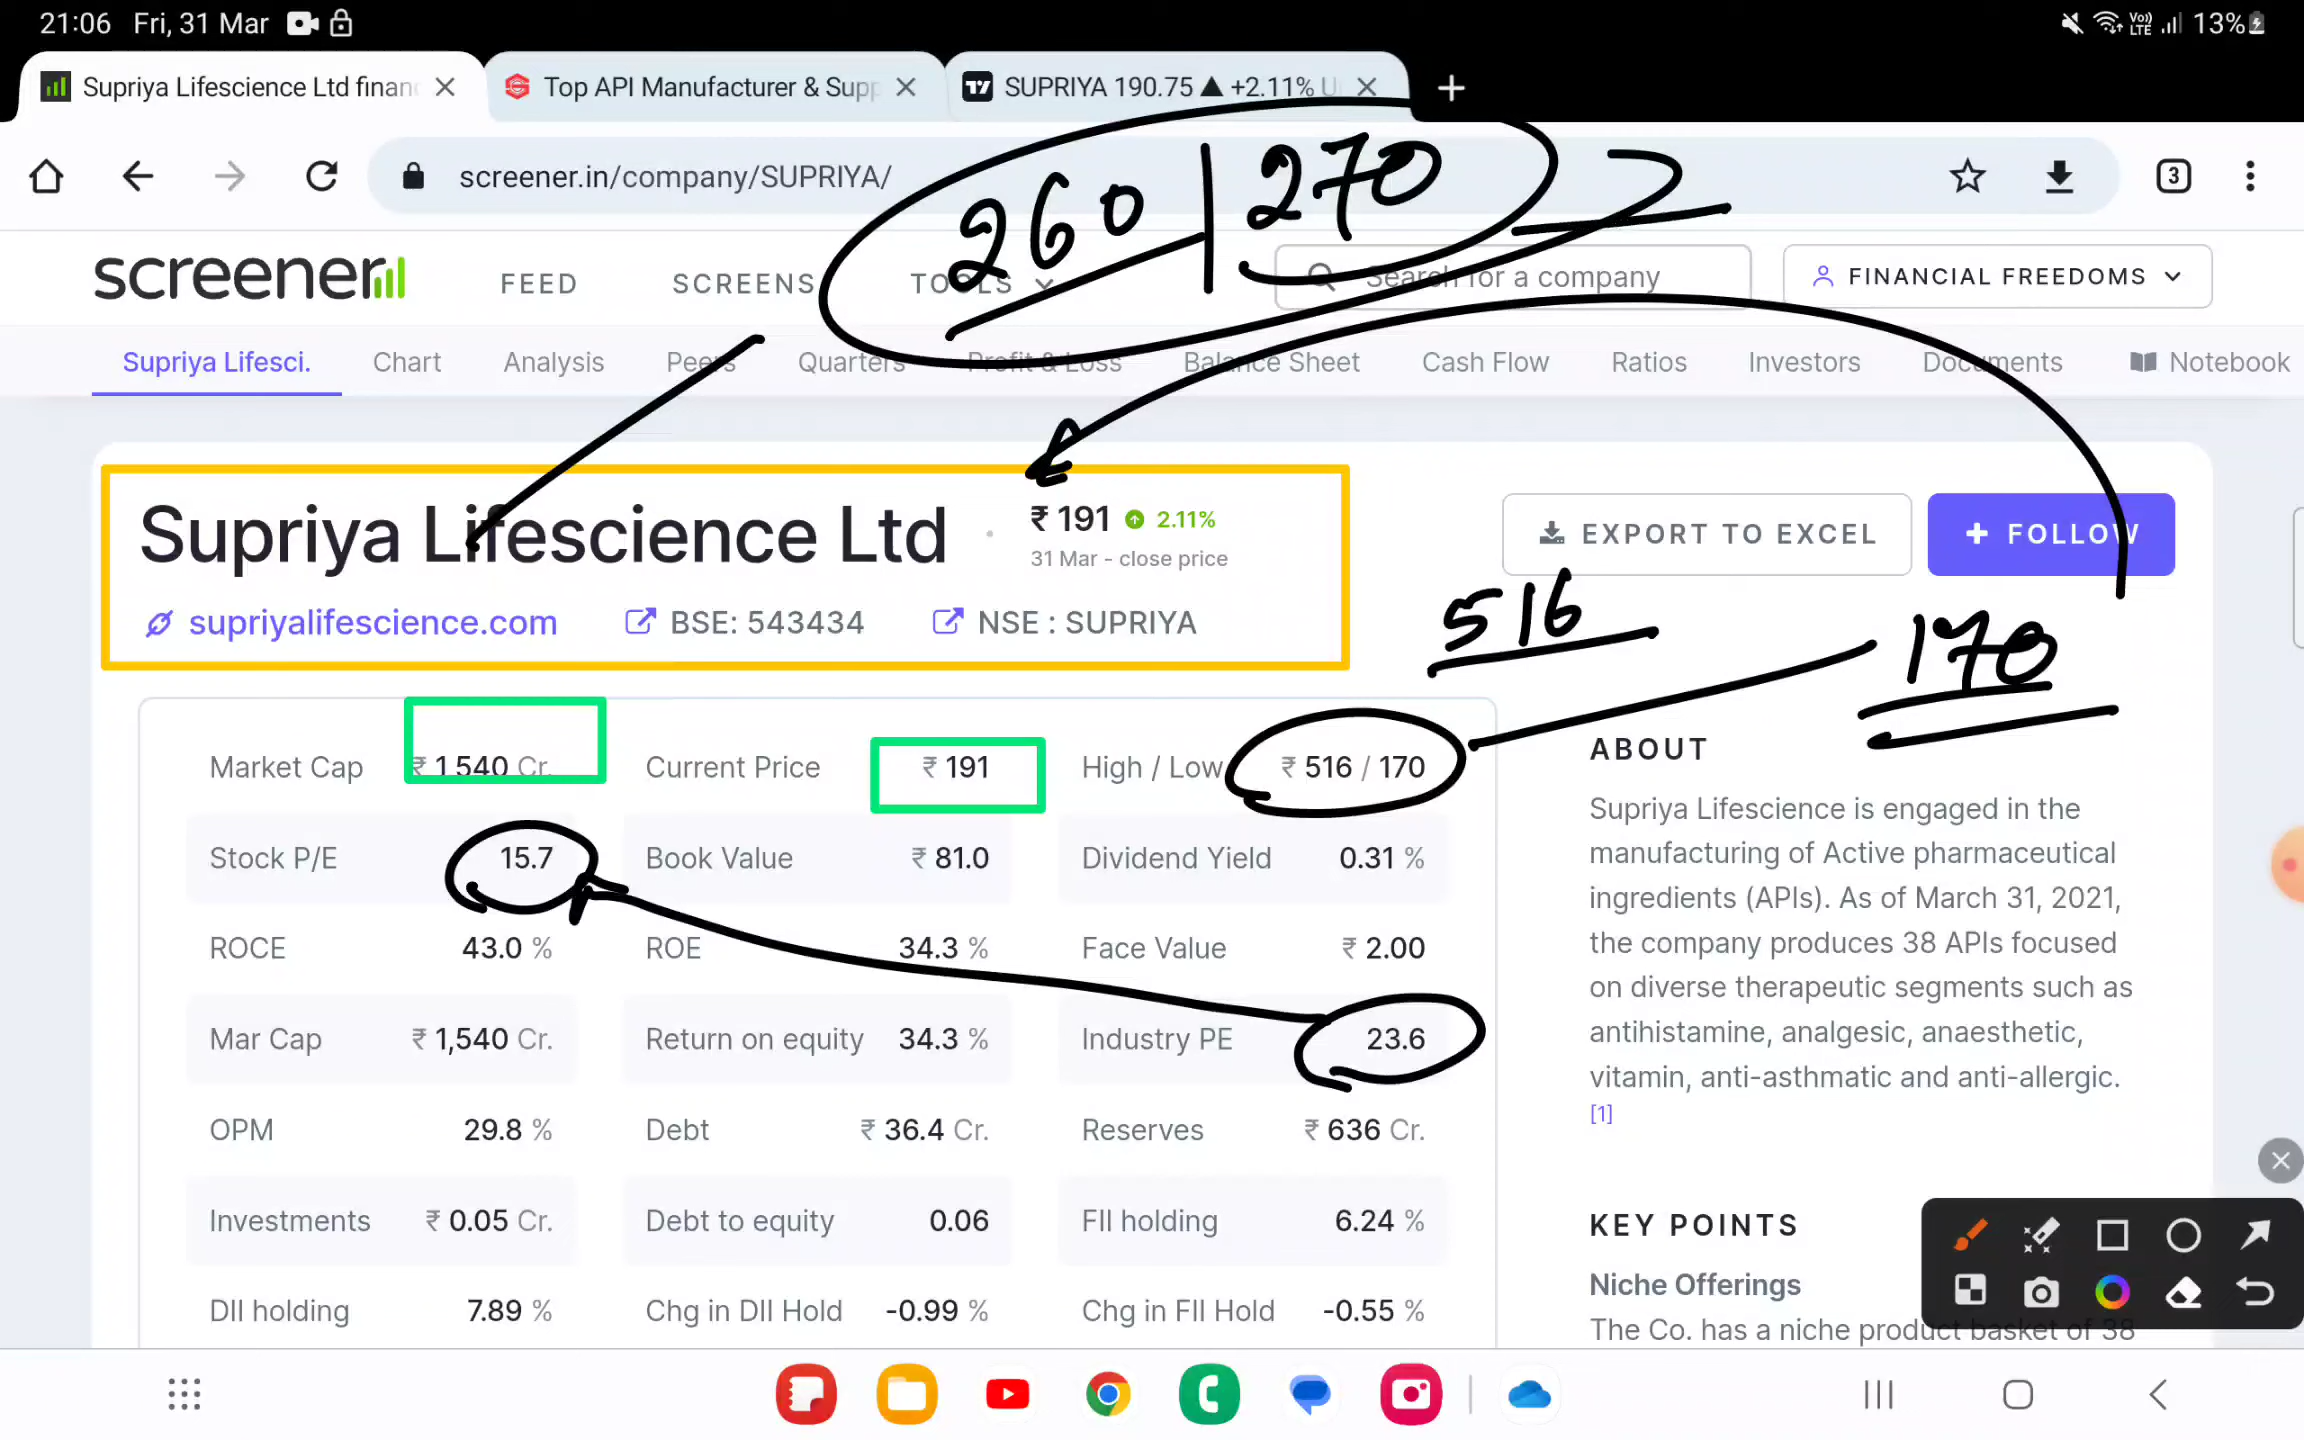 21:06 Fri, 31 Mar 13%
Supriya Lifescience Ltd finan
Top API Manufacturer & Supp
SUPRIYA 190.75 ▲ +2.11% U
screener.in/company/SUPRIYA/
3
260 | 270
screener
FEED SCREENS TOOLS
Search for a company
FINANCIAL FREEDOMS
Supriya Lifesci. Chart Analysis Peers Quarters Profit & Loss Balance Sheet Cash Flow Ratios Investors Documents Notebook
Supriya Lifescience Ltd
₹ 191 2.11%
31 Mar - close price
EXPORT TO EXCEL
+ FOLLOW
supriyalifescience.com BSE: 543434 NSE : SUPRIYA
516
170
Market Cap ₹ 1,540 Cr. Current Price ₹ 191 High / Low ₹ 516 / 170
Stock P/E 15.7 Book Value ₹ 81.0 Dividend Yield 0.31 %
ROCE 43.0 % ROE 34.3 % Face Value ₹ 2.00
Mar Cap ₹ 1,540 Cr. Return on equity 34.3 % Industry PE 23.6
OPM 29.8 % Debt ₹ 36.4 Cr. Reserves ₹ 636 Cr.
Investments ₹ 0.05 Cr. Debt to equity 0.06 FII holding 6.24 %
DII holding 7.89 % Chg in DII Hold -0.99 % Chg in FII Hold -0.55 %
ABOUT
Supriya Lifescience is engaged in the
manufacturing of Active pharmaceutical
ingredients (APIs). As of March 31, 2021,
the company produces 38 APIs focused
on diverse therapeutic segments such as
antihistamine, analgesic, anaesthetic,
vitamin, anti-asthmatic and anti-allergic.
[1]
KEY POINTS
Niche Offerings
The Co. has a niche product basket of 38